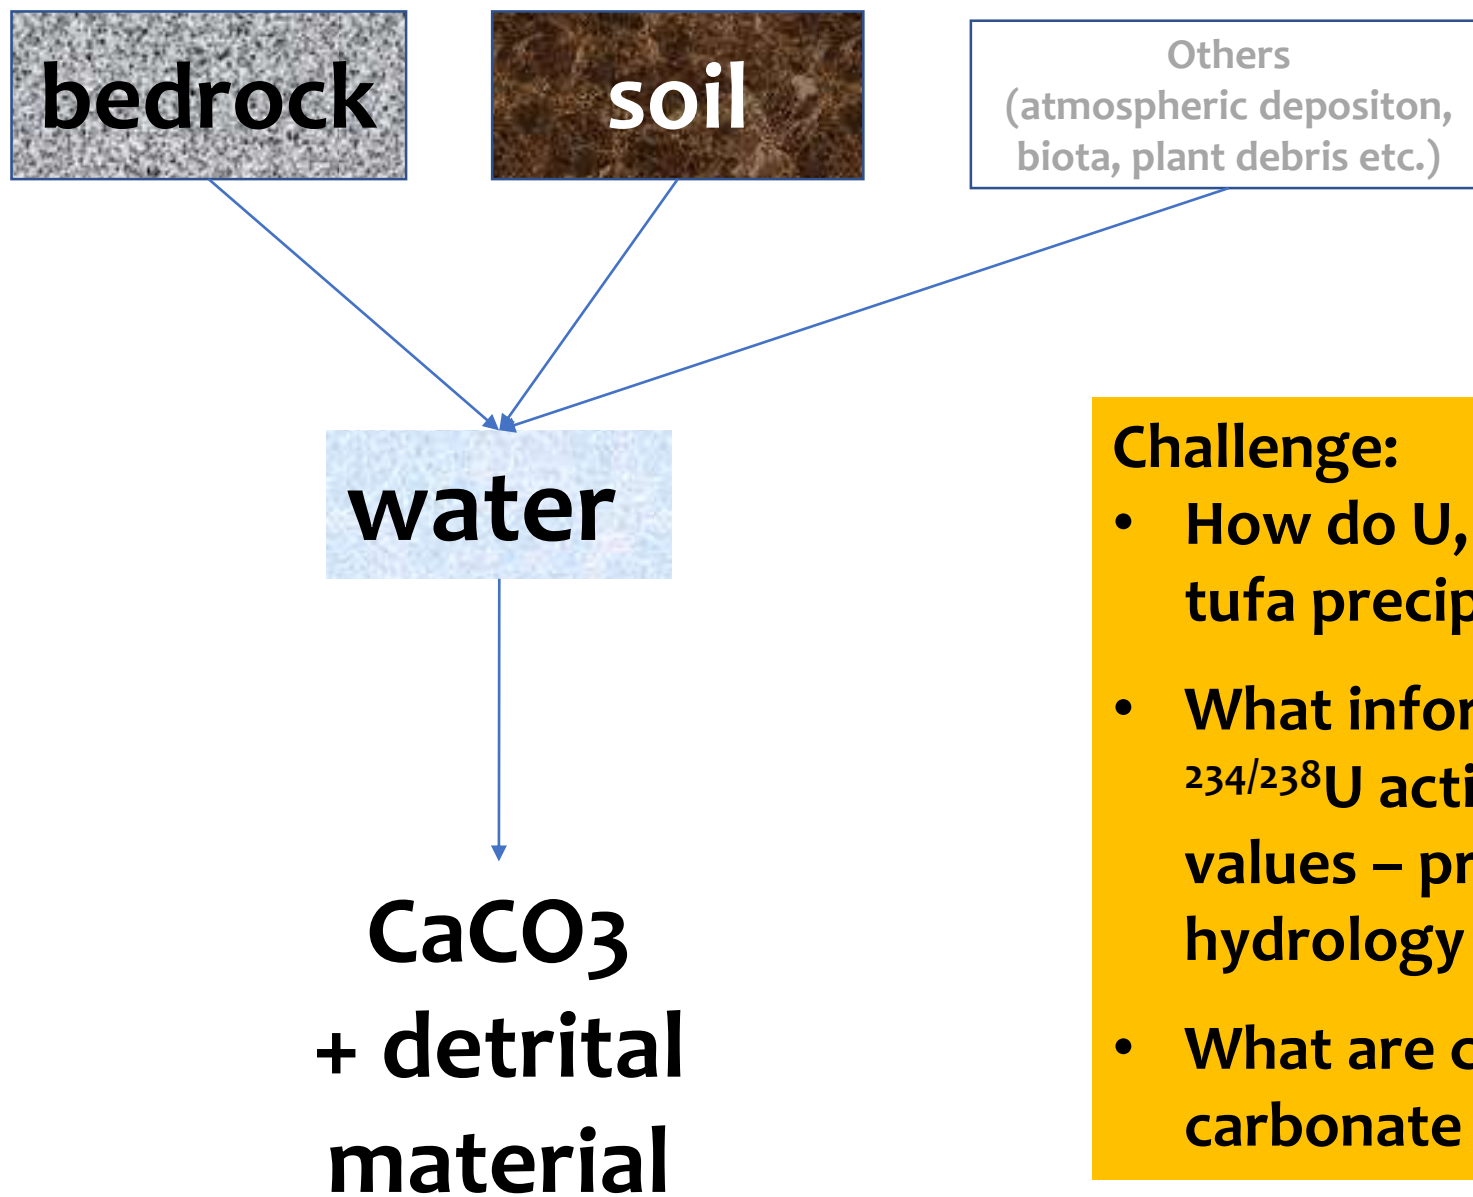 bedrock
soil
Others
(atmospheric depositon,
biota, plant debris etc.)
water
CaCO3
+ detrital
material
Challenge:
• How do U,
tufa precip
• What infor
234/238U acti
values – pr
hydrology
• What are c
carbonate